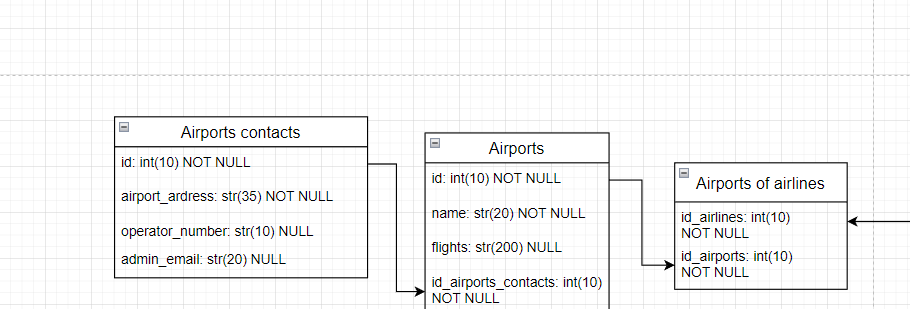 Airports contacts
id: int(10) NOT NULL
airport_ardress: str(35) NOT NULL
operator_number: str(10) NULL
admin_email: str(20) NULL
Airports
id: int(10) NOT NULL
name: str(20) NOT NULL
flights: str(200) NULL
id_airports_contacts: int(10)
NOT NULL
Airports of airlines
id_airlines: int(10)
NOT NULL
id_airports: int(10)
NOT NULL